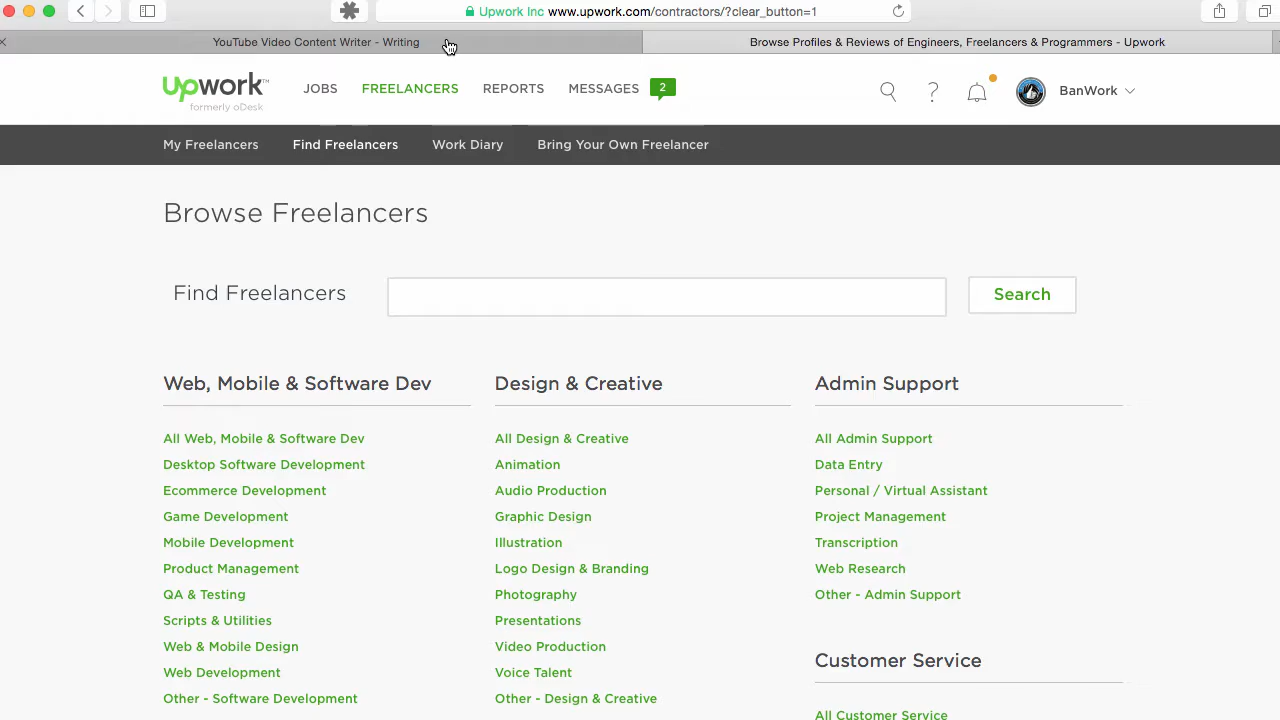 Upwork Inc www.upwork.com/contractors/?clear_button=1
YouTube Video Content Writer - Writing
Browse Profiles & Reviews of Engineers, Freelancers & Programmers - Upwork
Upwork™
formerly oDesk
JOBS
FREELANCERS
REPORTS
MESSAGES
2
BanWork
My Freelancers
Find Freelancers
Work Diary
Bring Your Own Freelancer
Browse Freelancers
Find Freelancers
Search
Web, Mobile & Software Dev
All Web, Mobile & Software Dev
Desktop Software Development
Ecommerce Development
Game Development
Mobile Development
Product Management
QA & Testing
Scripts & Utilities
Web & Mobile Design
Web Development
Other - Software Development
Design & Creative
All Design & Creative
Animation
Audio Production
Graphic Design
Illustration
Logo Design & Branding
Photography
Presentations
Video Production
Voice Talent
Other - Design & Creative
Admin Support
All Admin Support
Data Entry
Personal / Virtual Assistant
Project Management
Transcription
Web Research
Other - Admin Support
Customer Service
All Customer Service